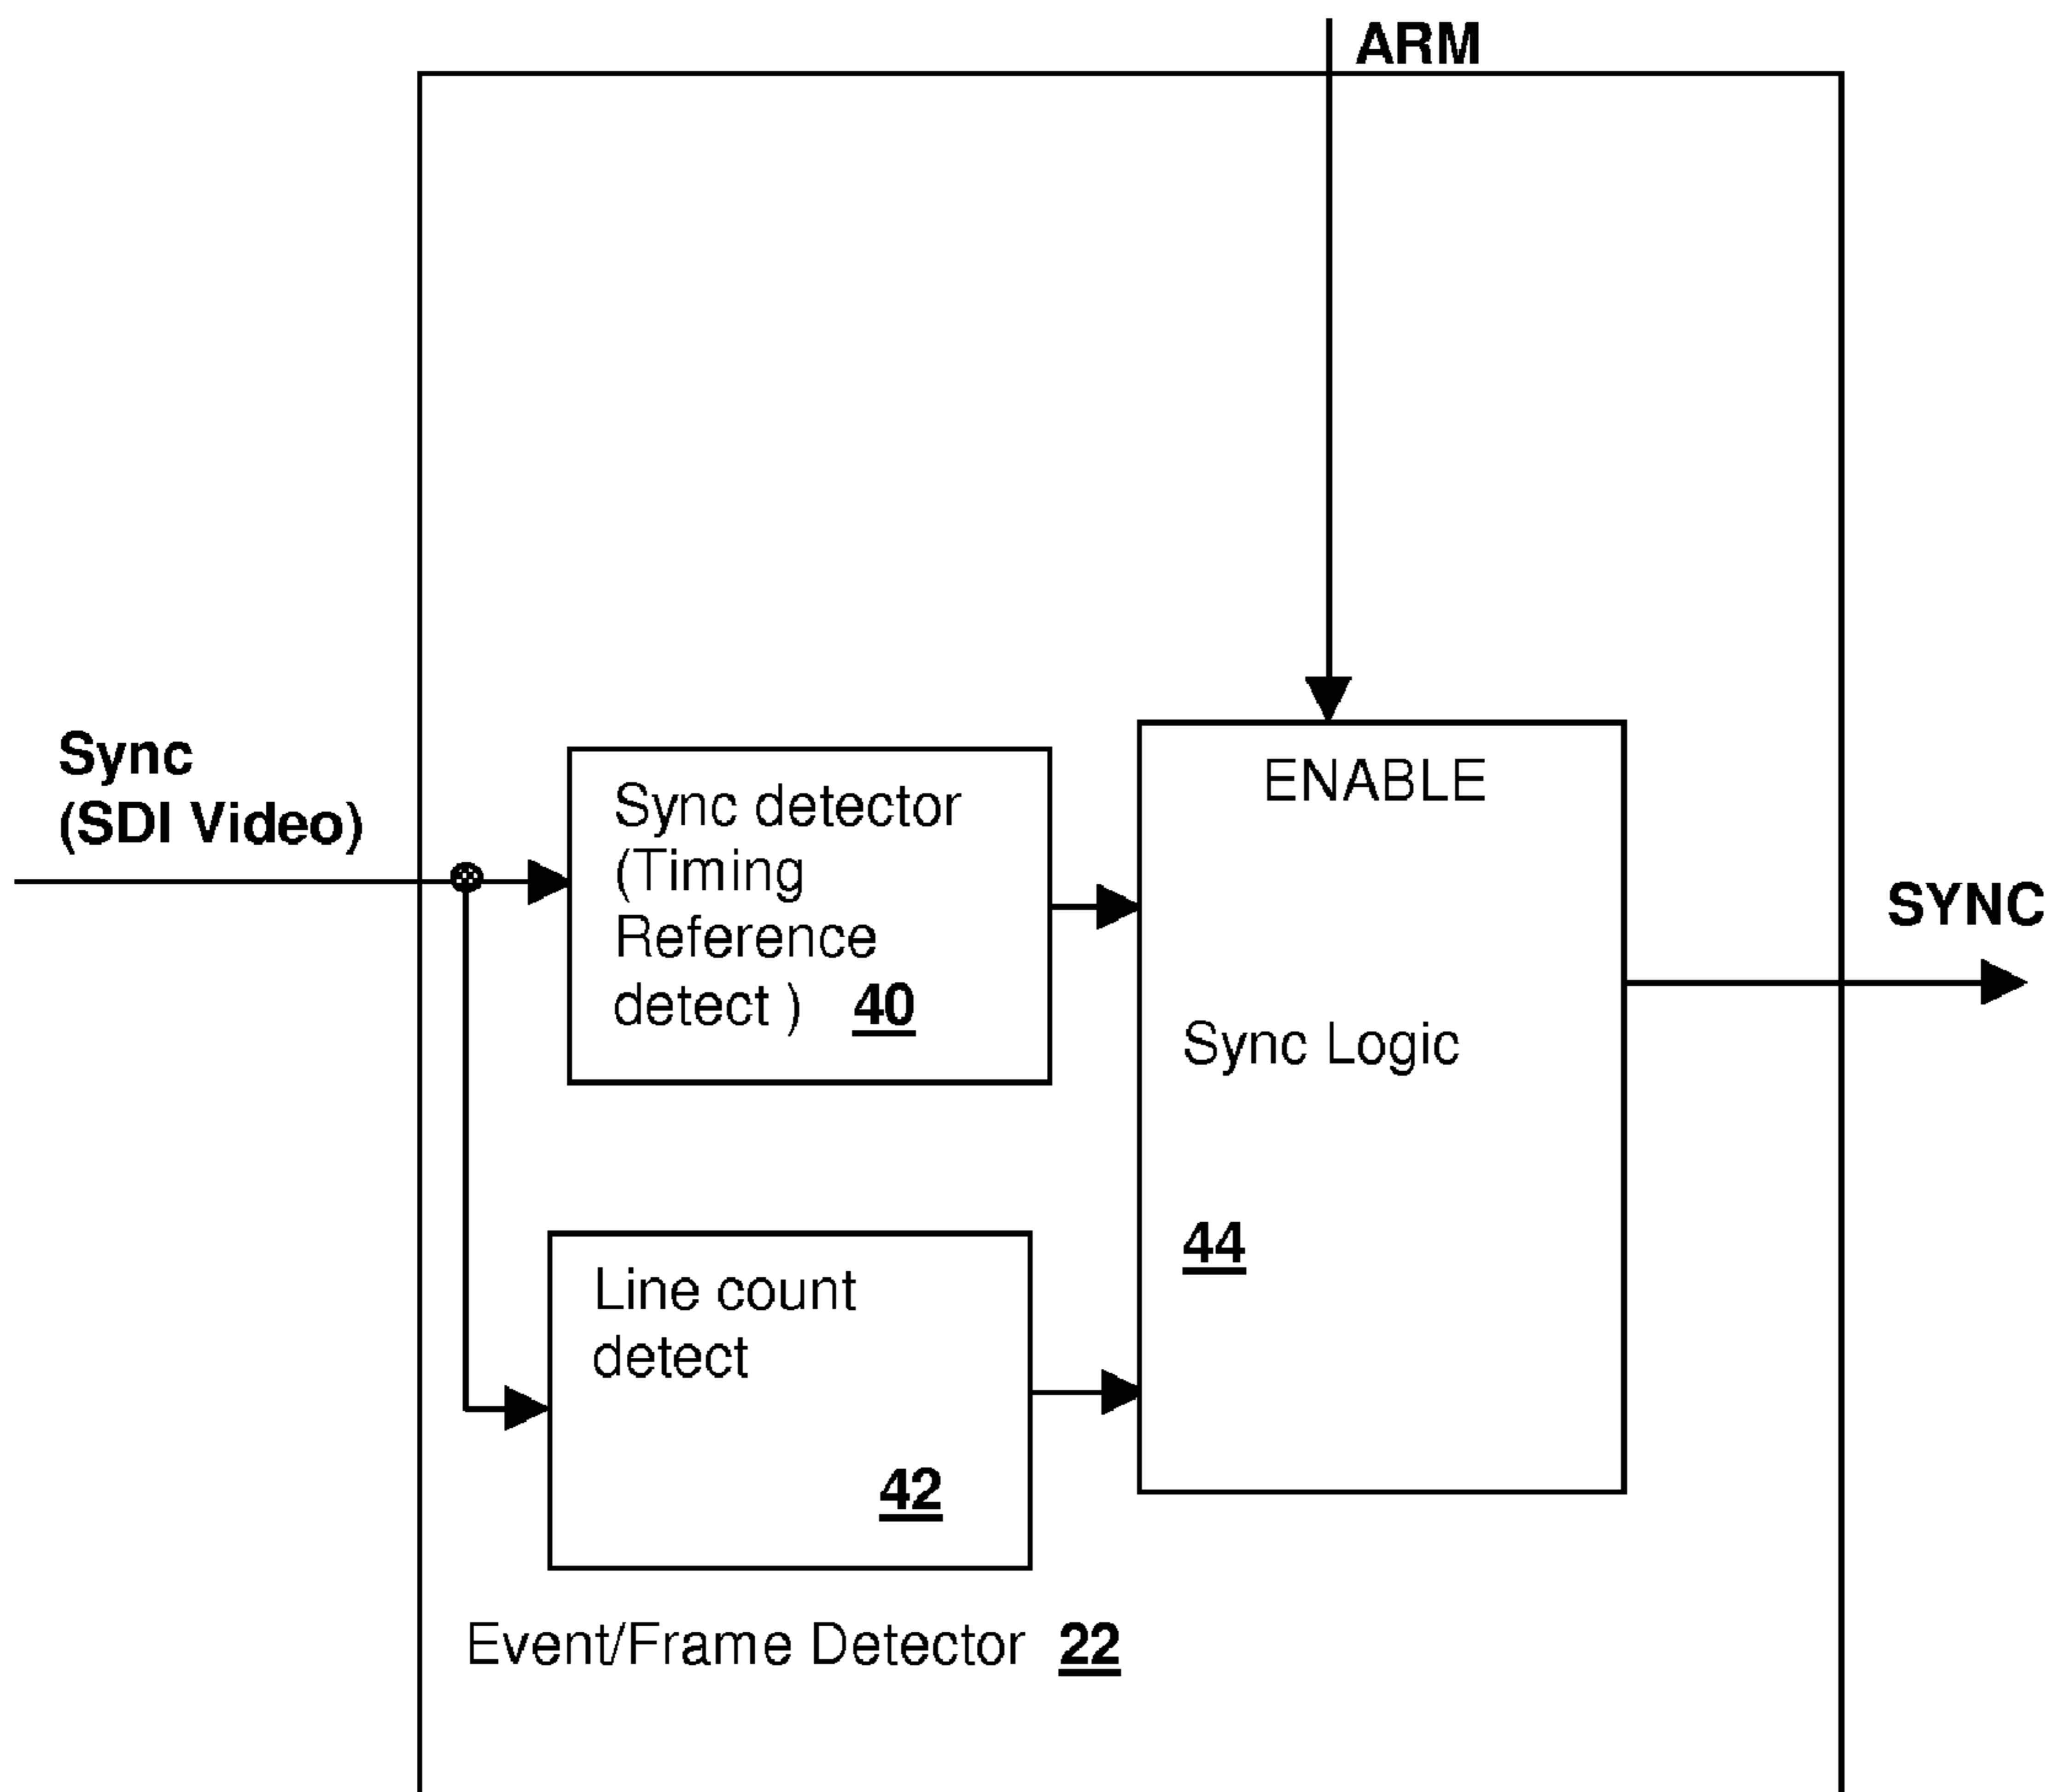 ARM
Sync
(SDI Video)
Sync detector
(Timing
Reference
detect ) 40
ENABLE
Sync Logic
44
SYNC
Line count
detect
42
Event/Frame Detector 22